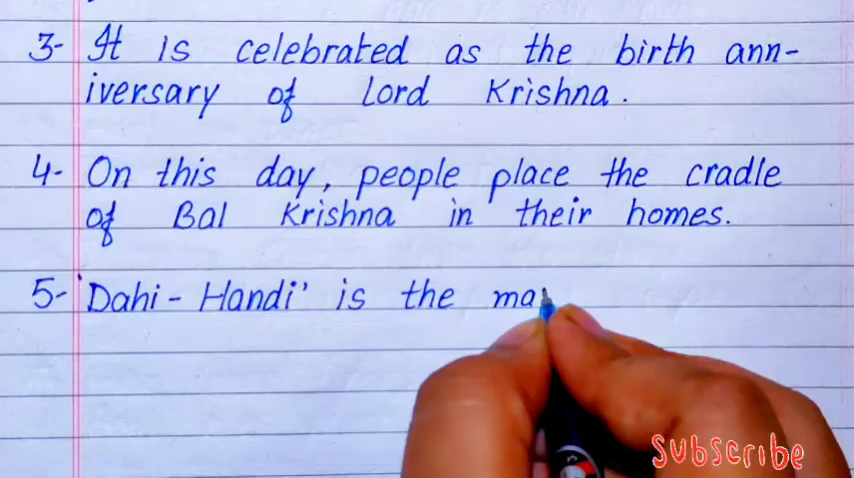 3- It is celebrated as the birth ann-
iversary of Lord Krishna.
4- On this day, people place the cradle
of Bal Krishna in their homes.
5- 'Dahi - Handi' is the ma
Subscribe